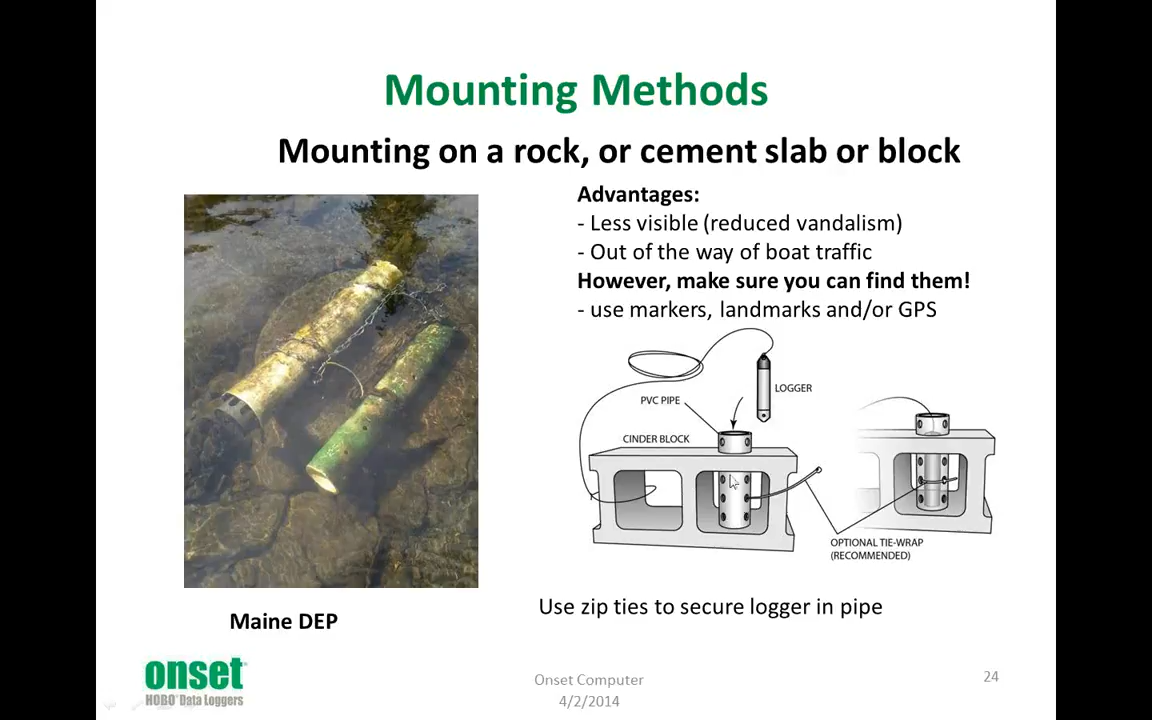 Mounting Methods
Mounting on a rock, or cement slab or block
Advantages:
- Less visible (reduced vandalism)
- Out of the way of boat traffic
However, make sure you can find them!
- use markers, landmarks and/or GPS
LOGGER
PVC PIPE
CINDER BLOCK
OPTIONAL TIE-WRAP
(RECOMMENDED)
Use zip ties to secure logger in pipe
Maine DEP
onset®
HOBO® Data Loggers
Onset Computer
4/2/2014
24